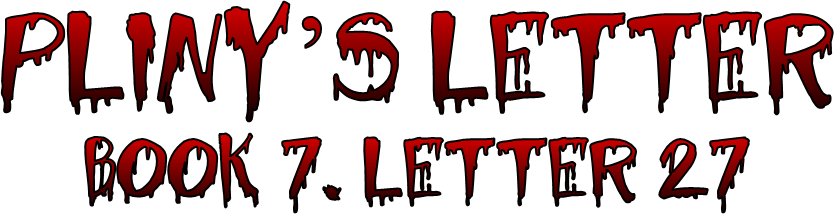 PLINY'S LETTER
BOOK 7. LETTER 27